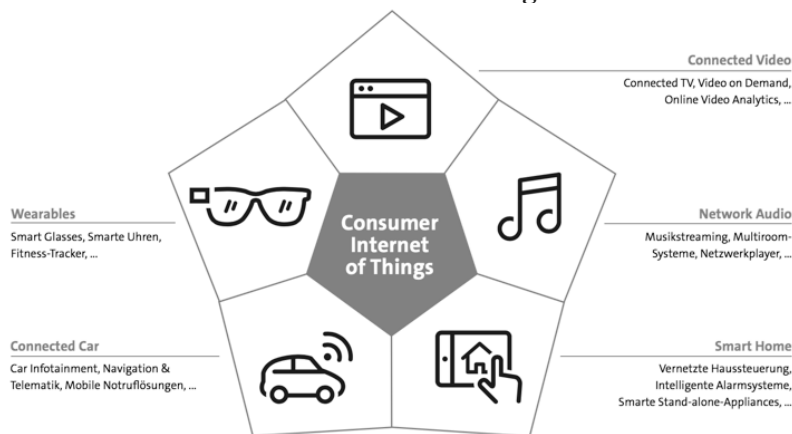 Connected Video
Connected TV, Video on Demand,
Online Video Analytics, ...
Wearables
Smart Glasses, Smarte Uhren,
Fitness-Tracker, ...
Consumer
Internet
of Things
Network Audio
Musikstreaming, Multiroom-
Systeme, Netzwerkplayer, ...
Connected Car
Car Infotainment, Navigation &
Telematik, Mobile Notruflösungen, ...
Smart Home
Vernetzte Haussteuerung,
Intelligente Alarmsysteme,
Smarte Stand-alone-Appliances, ...